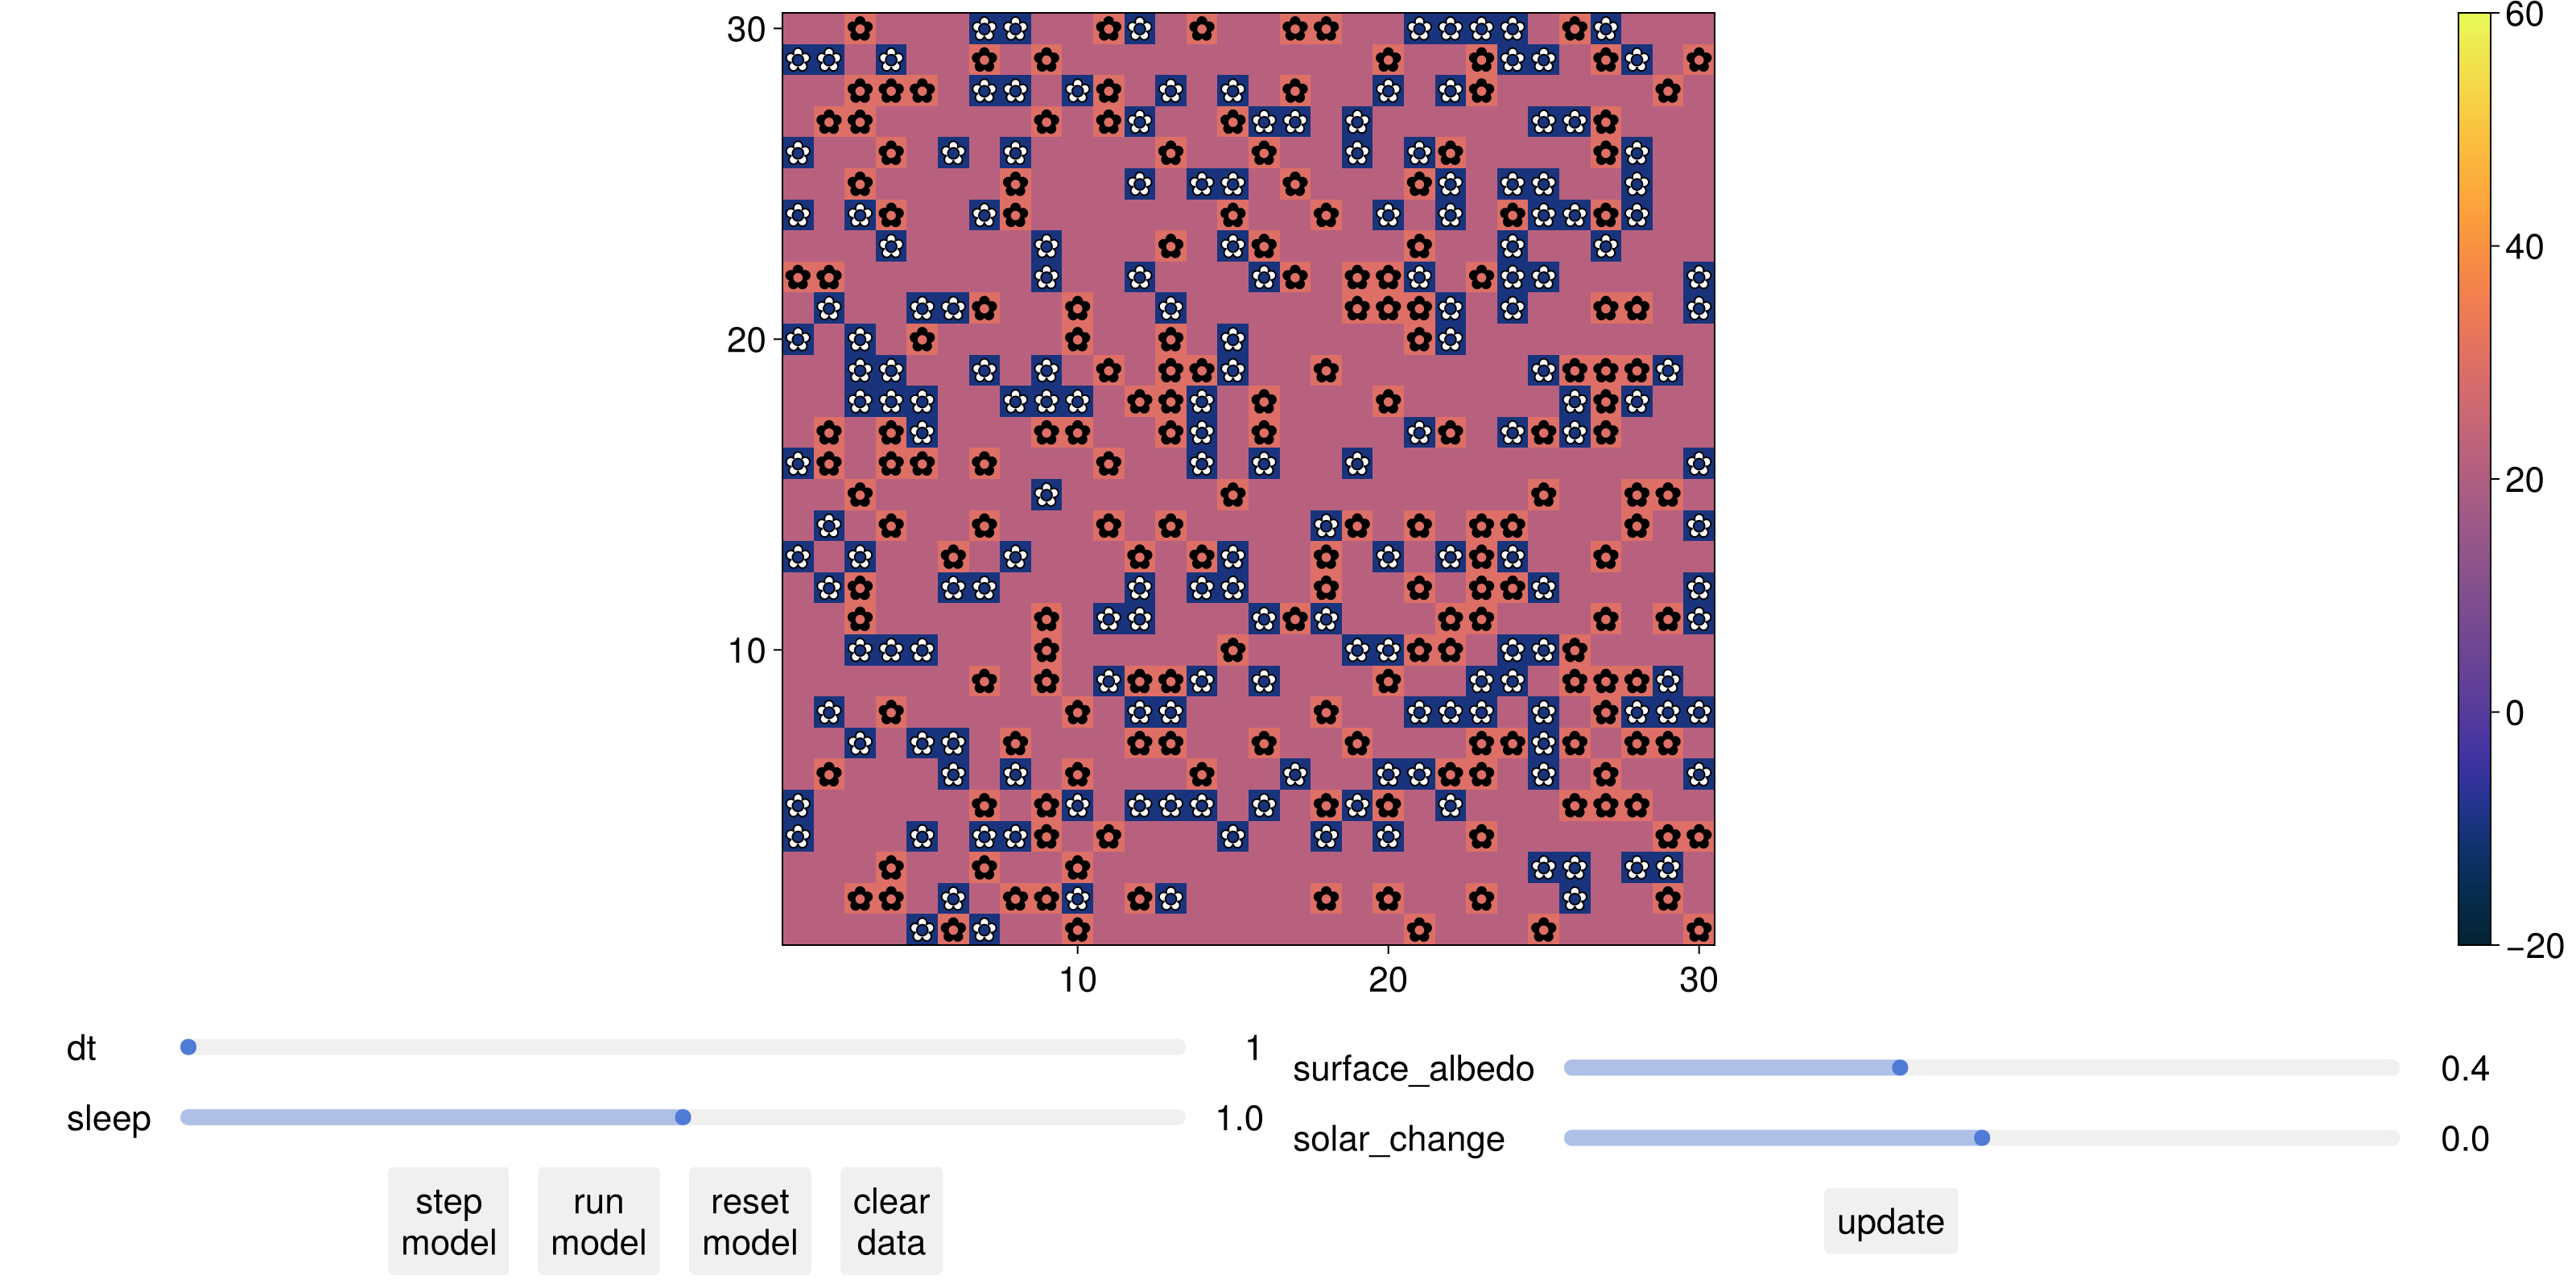 30
20
10
10
20
30
60
40
20
0
−20
dt
1
sleep
1.0
surface_albedo
0.4
solar_change
0.0
step
model
run
model
reset
model
clear
data
update